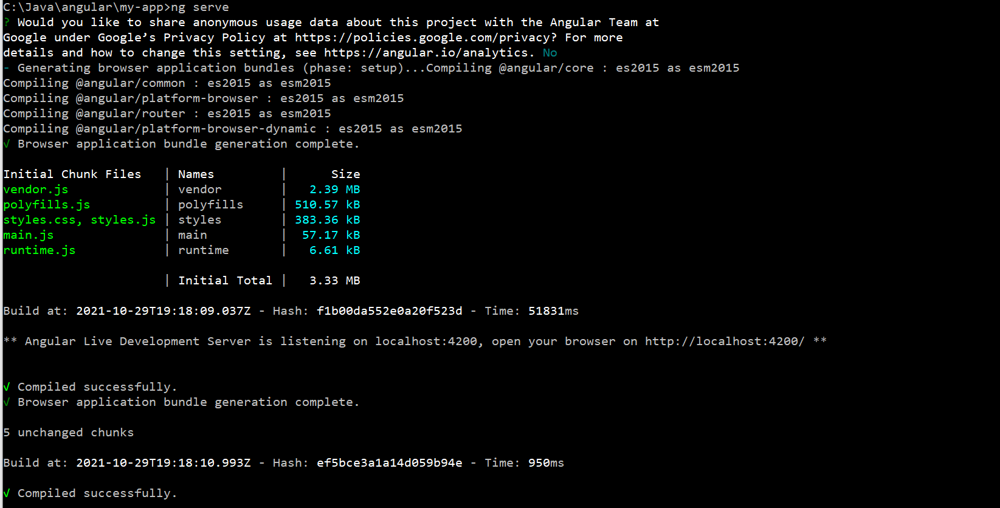 C:\Java\angular\my-app>ng serve
? Would you like to share anonymous usage data about this project with the Angular Team at
Google under Google’s Privacy Policy at https://policies.google.com/privacy? For more
details and how to change this setting, see https://angular.io/analytics. No
- Generating browser application bundles (phase: setup)...Compiling @angular/core : es2015 as esm2015
Compiling @angular/common : es2015 as esm2015
Compiling @angular/platform-browser : es2015 as esm2015
Compiling @angular/router : es2015 as esm2015
Compiling @angular/platform-browser-dynamic : es2015 as esm2015
√ Browser application bundle generation complete.
Initial Chunk Files | Names | Size
vendor.js | vendor | 2.39 MB
polyfills.js | polyfills | 510.57 kB
styles.css, styles.js | styles | 383.36 kB
main.js | main | 57.17 kB
runtime.js | runtime | 6.61 kB
| Initial Total | 3.33 MB
Build at: 2021-10-29T19:18:09.037Z - Hash: f1b00da552e0a20f523d - Time: 51831ms
** Angular Live Development Server is listening on localhost:4200, open your browser on http://localhost:4200/ **
√ Compiled successfully.
√ Browser application bundle generation complete.
5 unchanged chunks
Build at: 2021-10-29T19:18:10.993Z - Hash: ef5bce3a1a14d059b94e - Time: 950ms
√ Compiled successfully.